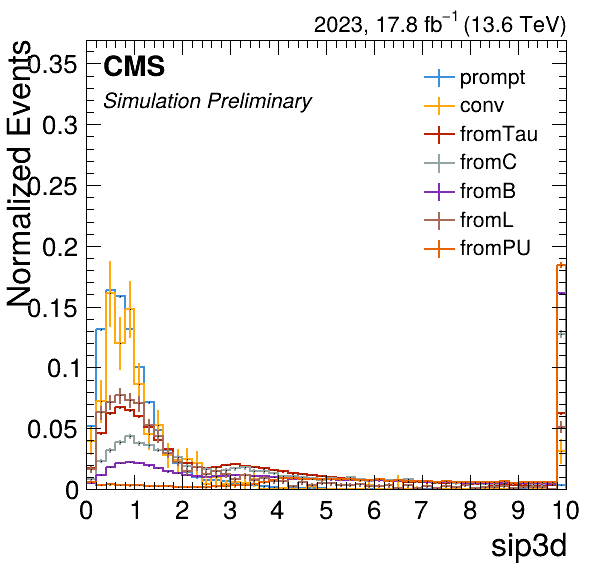 2023, 17.8 fb−1 (13.6 TeV)
CMS
Simulation Preliminary
Normalized Events
prompt
conv
fromTau
fromC
fromB
fromL
fromPU
0.35
0.3
0.25
0.2
0.15
0.1
0.05
0
0 1 2 3 4 5 6 7 8 9 10
sip3d